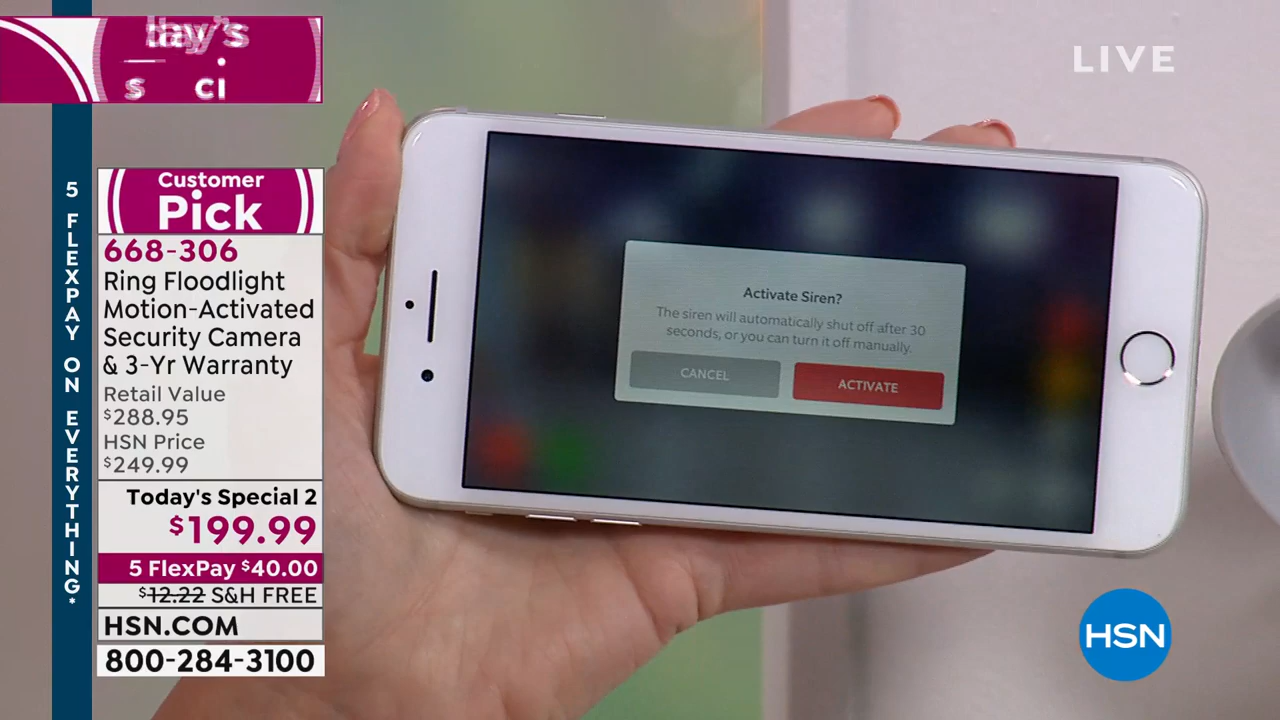 LIVE
5 FLEXPAY ON EVERYTHING.*
Customer
Pick
668-306
Ring Floodlight
Motion-Activated
Security Camera
& 3-Yr Warranty
Retail Value
$288.95
HSN Price
$249.99
Today's Special 2
$199.99
5 FlexPay $40.00
$12.22 S&H FREE
HSN.COM
800-284-3100
Activate Siren?
The siren will automatically shut off after 30
seconds, or you can turn it off manually.
CANCEL
ACTIVATE
HSN